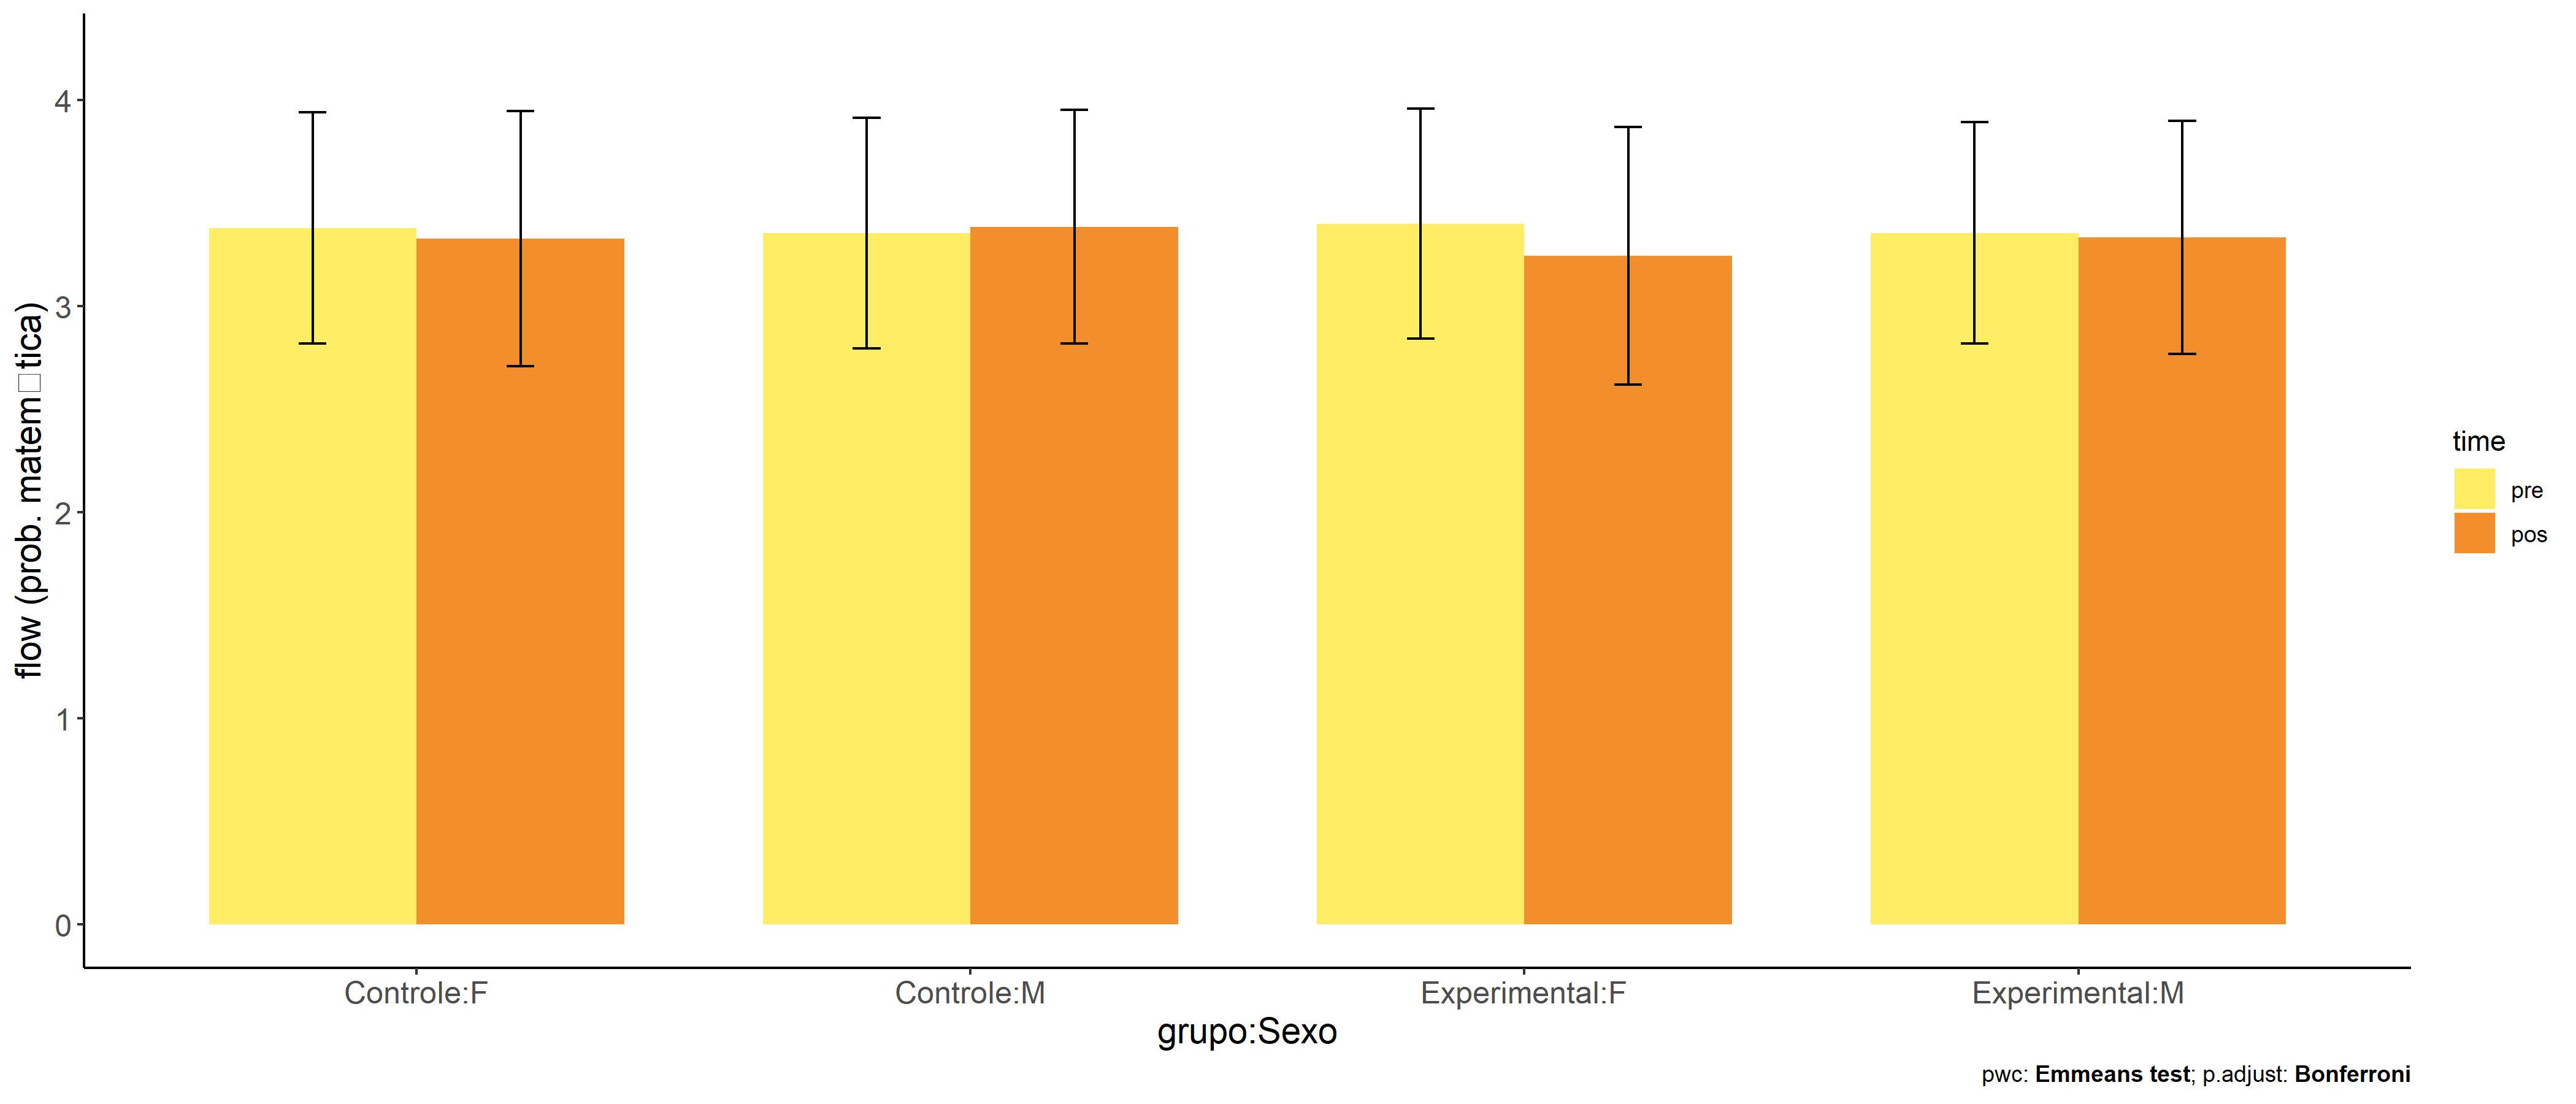 flow (prob. matem□tica)
4
3
2
1
0
Controle:F
Controle:M
Experimental:F
Experimental:M
grupo:Sexo
time
pre
pos
pwc: Emmeans test; p.adjust: Bonferroni